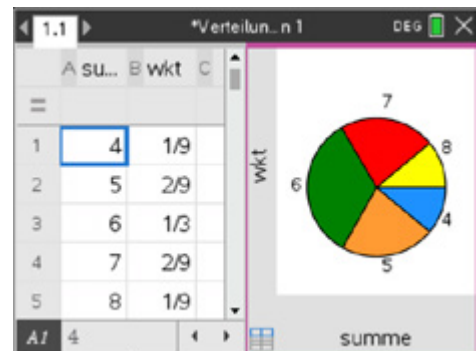 1.1 *Verteilun...n 1 DEG
A su... B wkt C
=
1 4 1/9
2 5 2/9
3 6 1/3
4 7 2/9
5 8 1/9
A1 4
wkt
7
8
6
4
5
summe